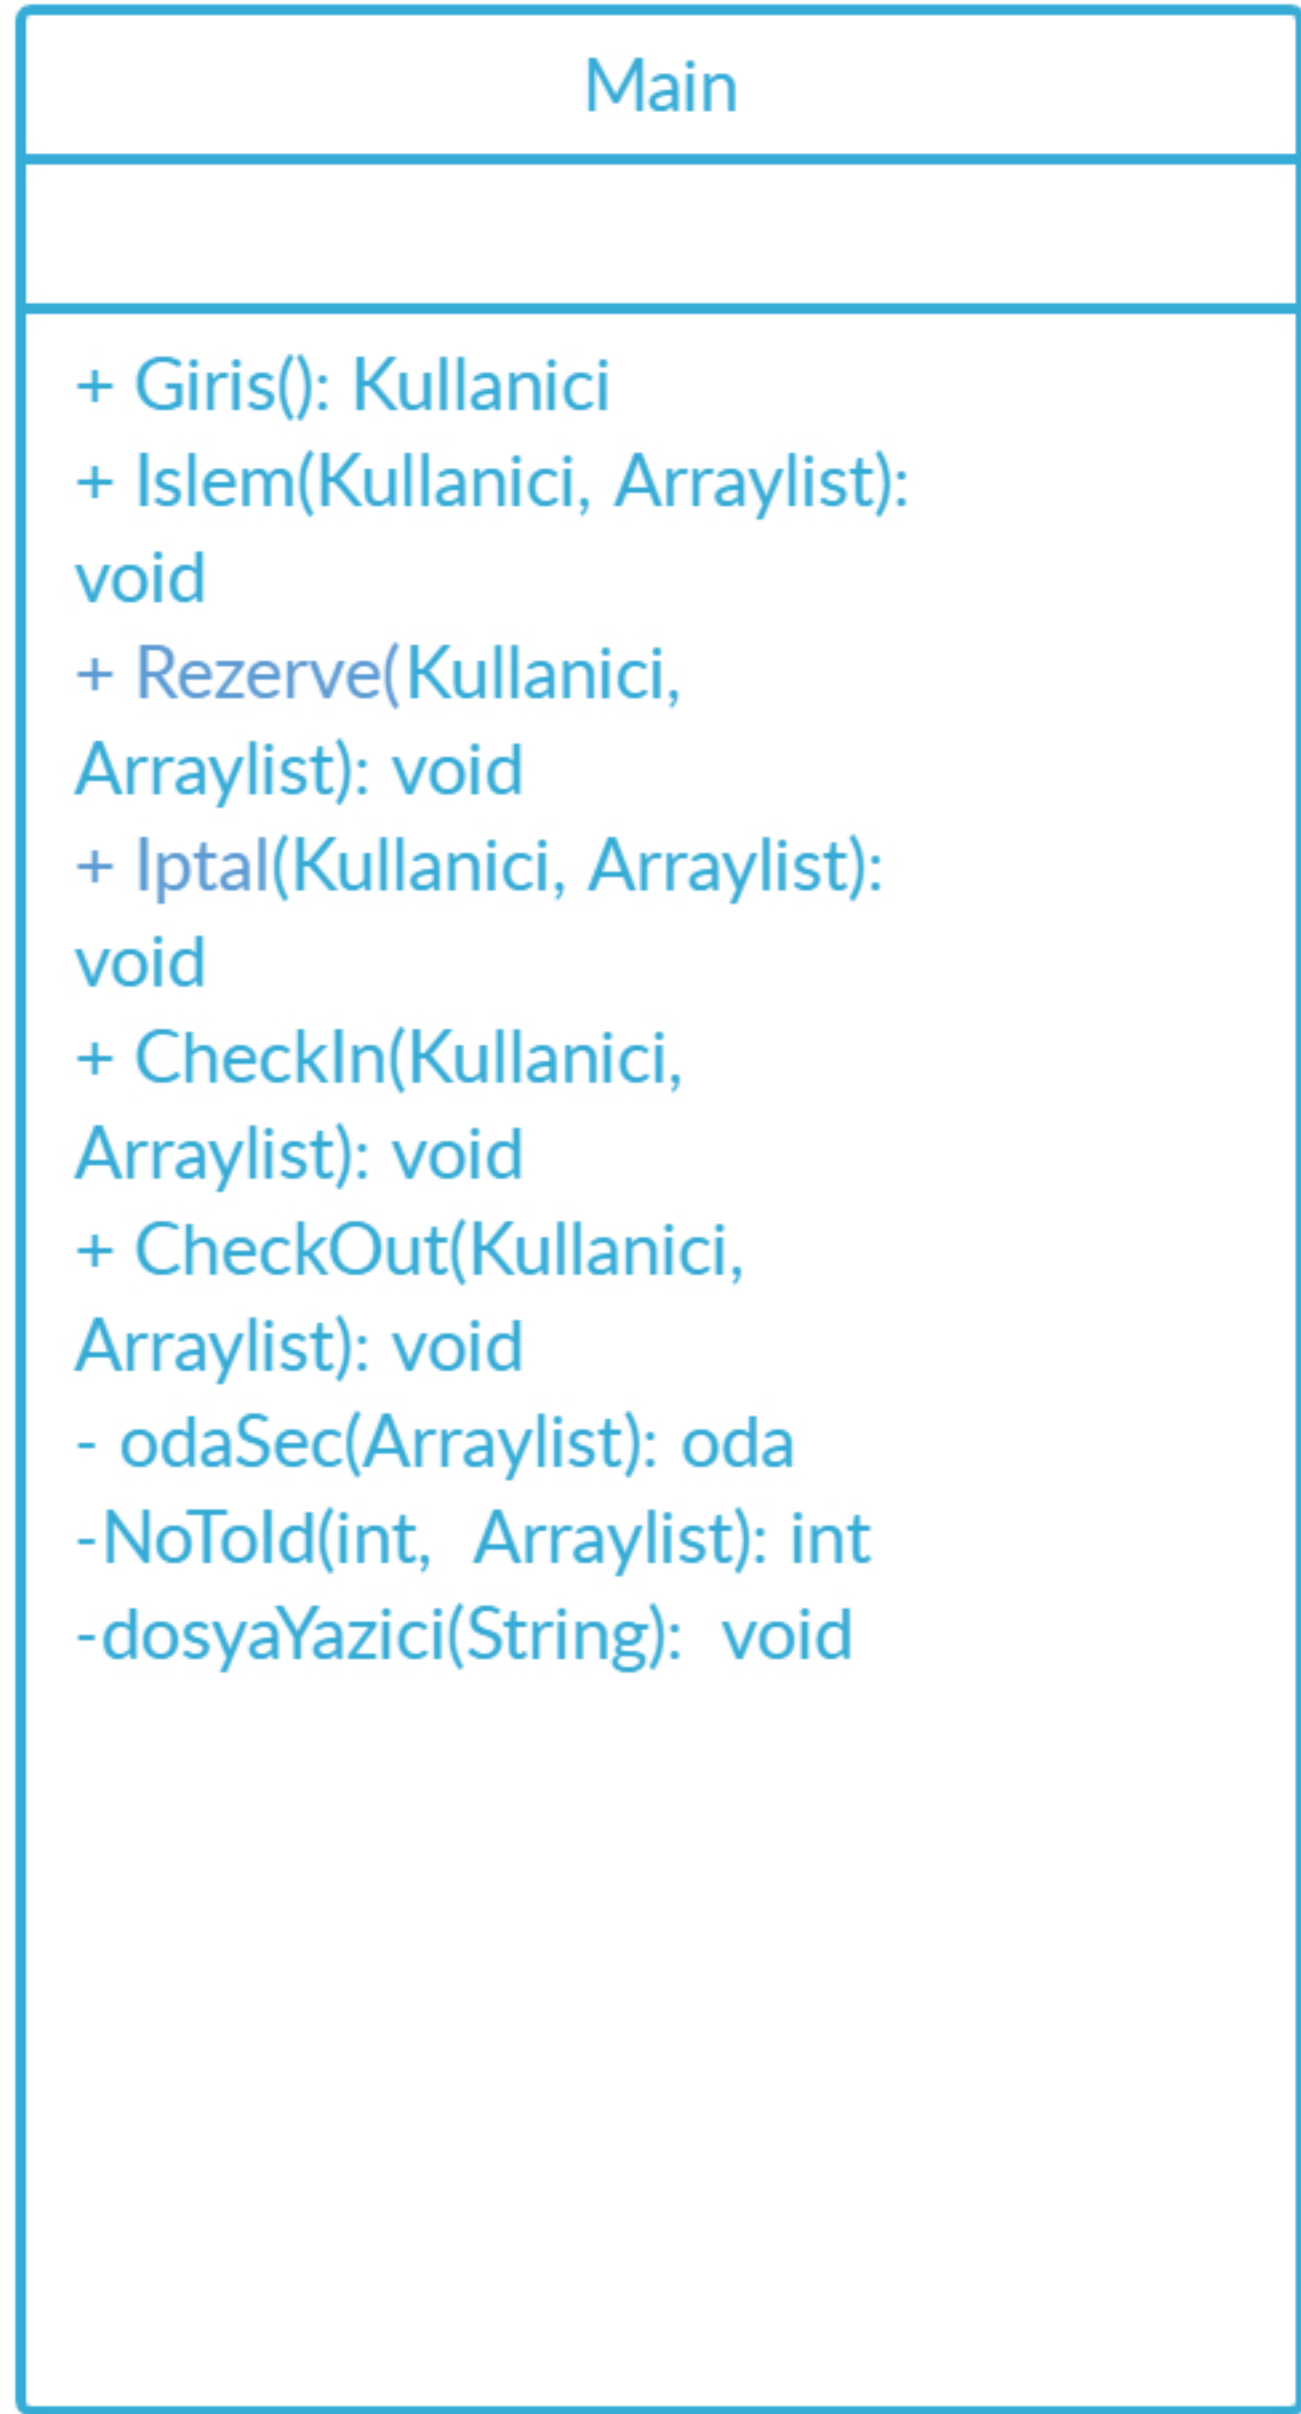 Main
+ Giris(): Kullanici
+ Islem(Kullanici, Arraylist):
void
+ Rezerve(Kullanici,
Arraylist): void
+ Iptal(Kullanici, Arraylist):
void
+ CheckIn(Kullanici,
Arraylist): void
+ CheckOut(Kullanici,
Arraylist): void
- odaSec(Arraylist): oda
-NoToId(int,  Arraylist): int
-dosyaYazici(String):  void